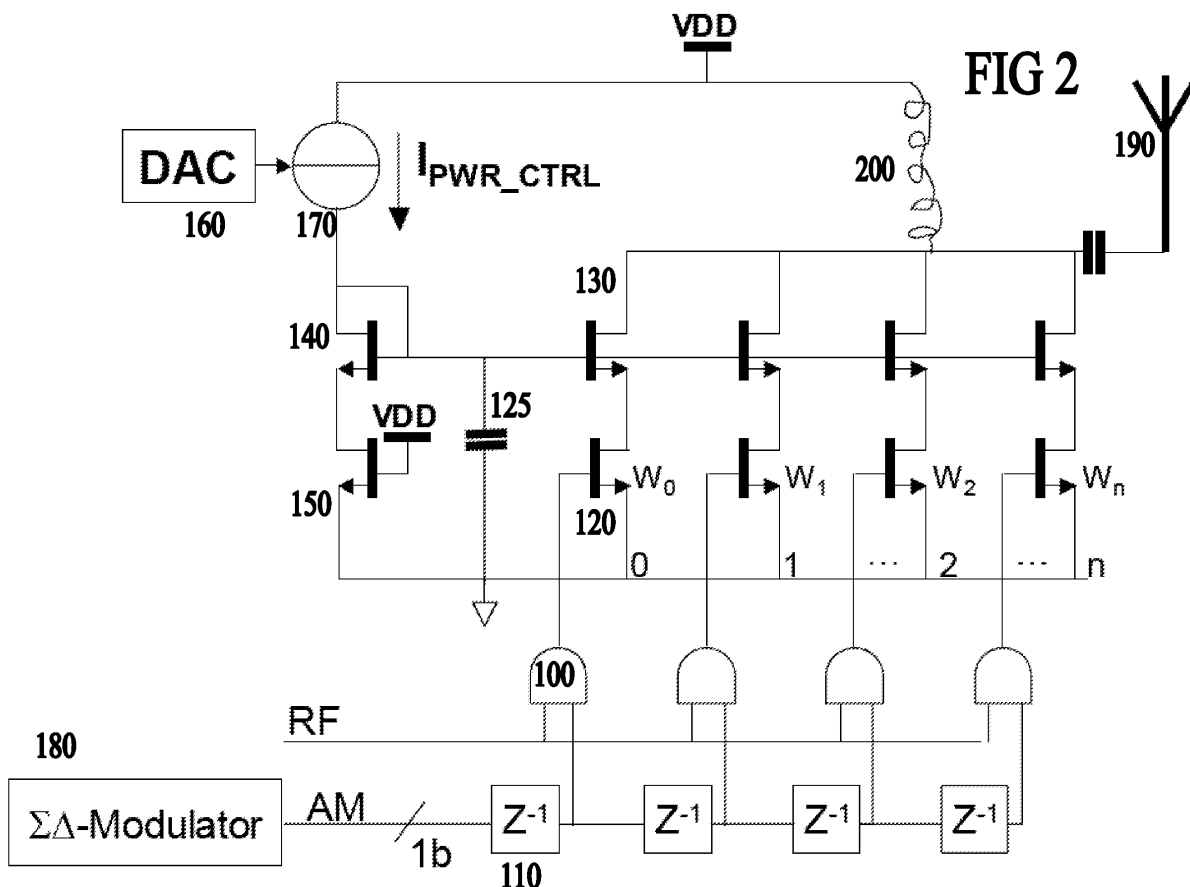 VDD
FIG 2
DAC
160
170
I_PWR_CTRL
200
190
130
140
VDD
125
150
120
W₀
W₁
W₂
Wₙ
0
1
...
2
...
n
100
RF
180
ΣΔ-Modulator
AM
1b
Z⁻¹
Z⁻¹
Z⁻¹
Z⁻¹
110